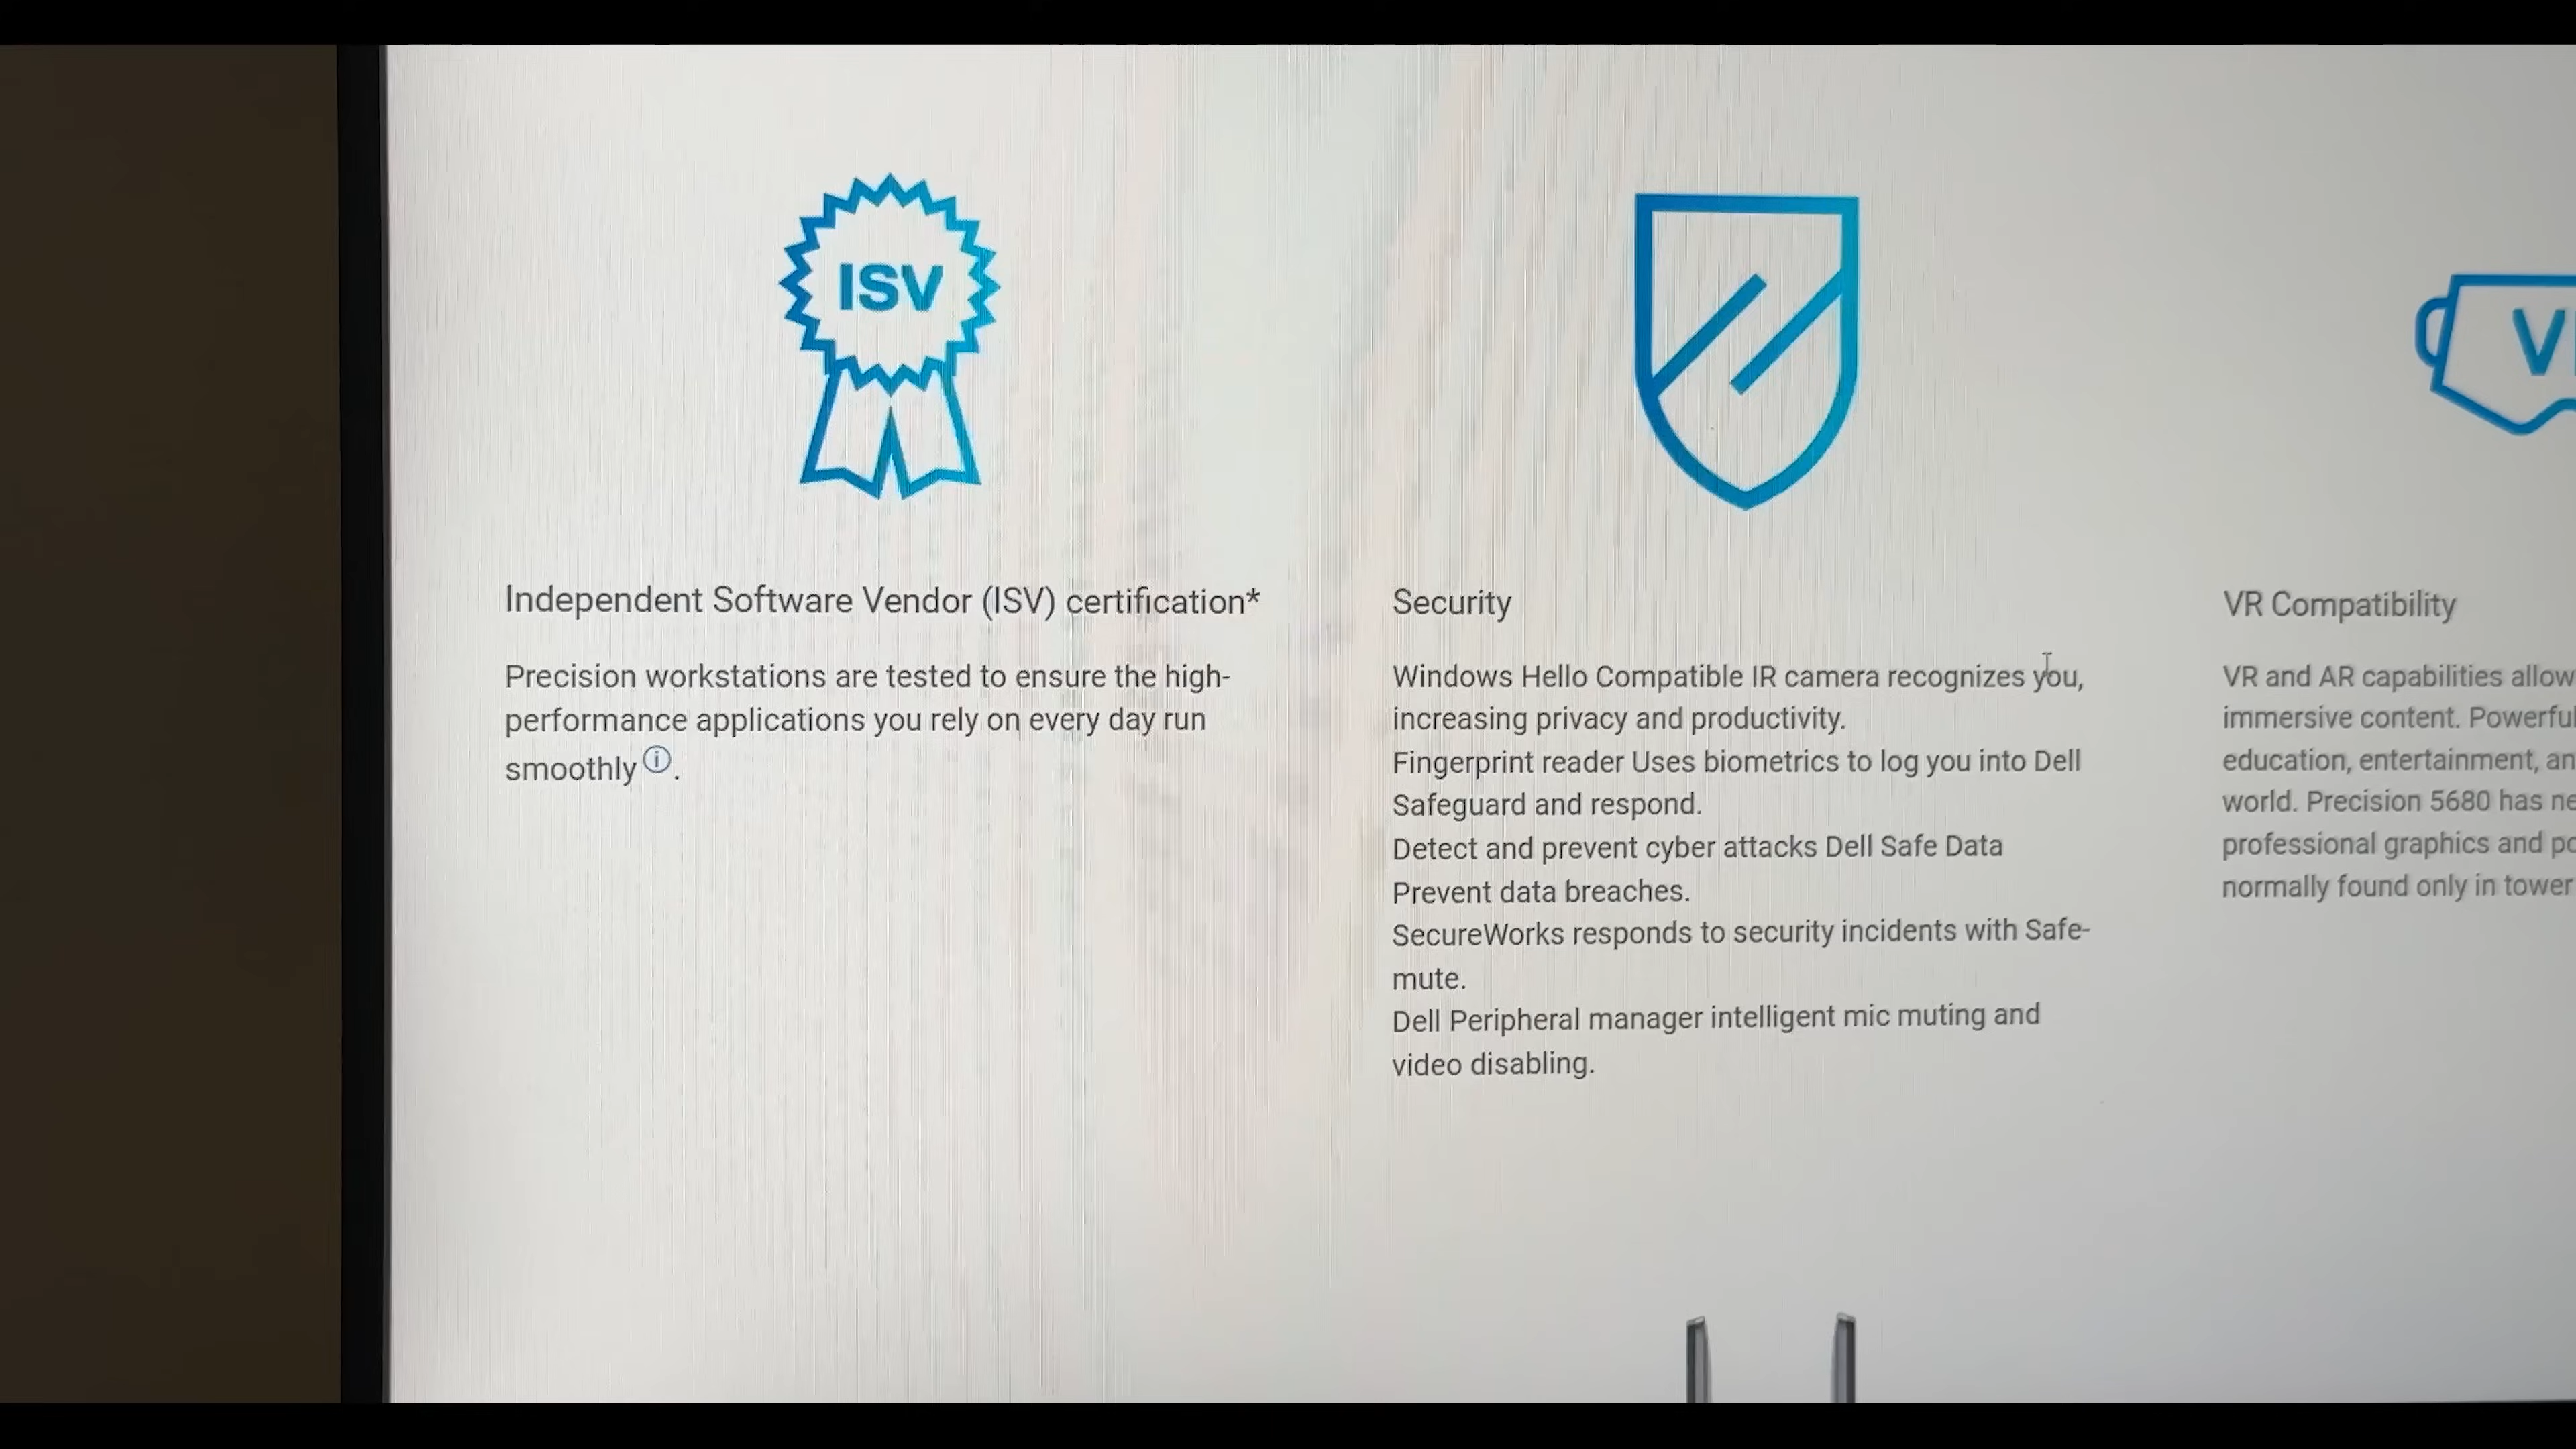 ISV
Independent Software Vendor (ISV) certification*
Precision workstations are tested to ensure the high-
performance applications you rely on every day run
smoothly ⓘ.
Security
Windows Hello Compatible IR camera recognizes you,
increasing privacy and productivity.
Fingerprint reader Uses biometrics to log you into Dell
Safeguard and respond.
Detect and prevent cyber attacks Dell Safe Data
Prevent data breaches.
SecureWorks responds to security incidents with Safe-
mute.
Dell Peripheral manager intelligent mic muting and
video disabling.
V
VR Compatibility
VR and AR capabilities allow
immersive content. Powerful
education, entertainment,
world. Precision 5680 has
professional graphics and
normally found only in tower